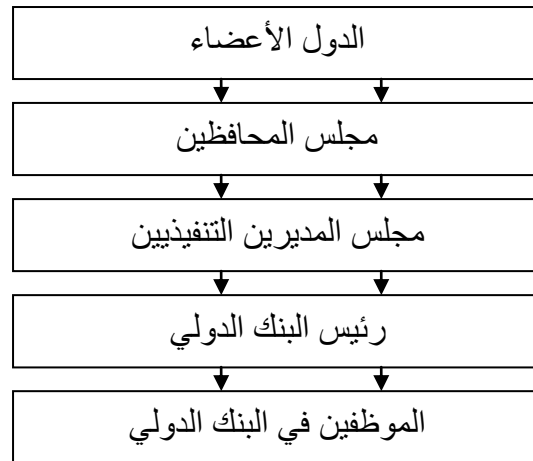 الدول الأعضاء
مجلس المحافظين
مجلس المديرين التنفيذيين
رئيس البنك الدولي
الموظفين في البنك الدولي